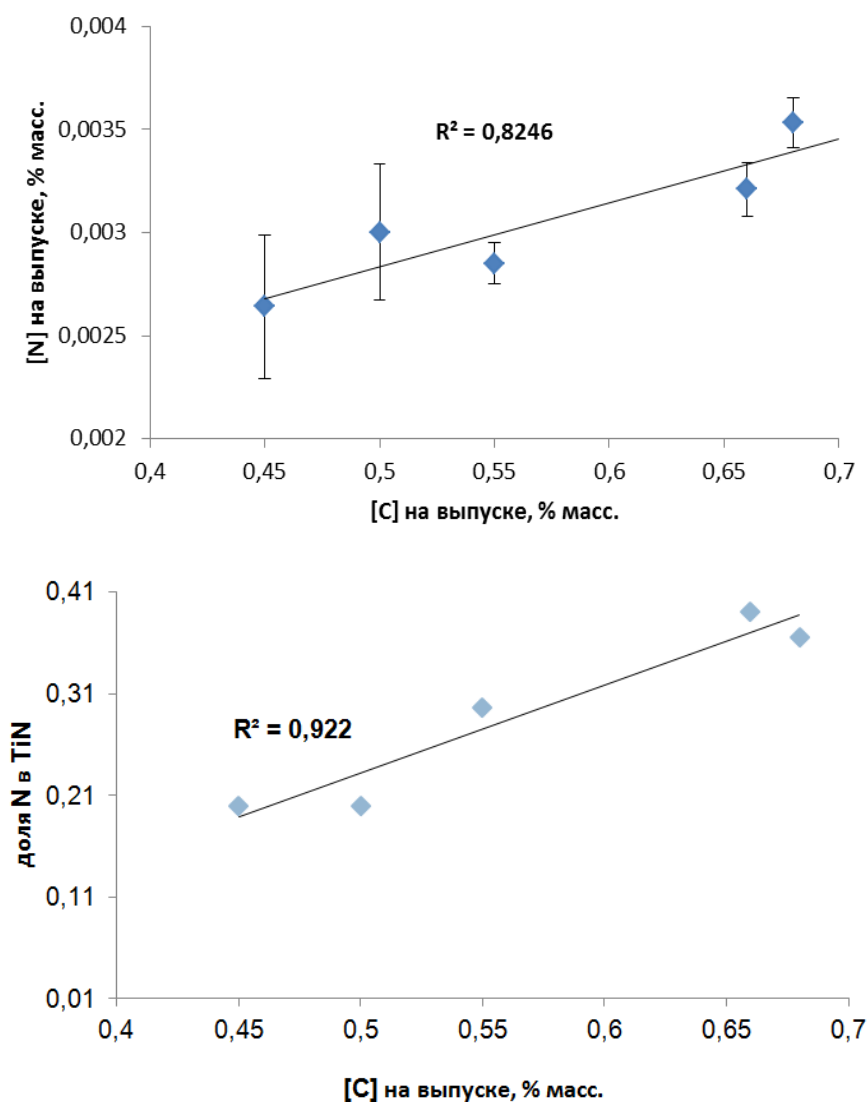 0,004
0,0035
0,003
0,0025
0,002
[N] на выпуске, % масс.
R² = 0,8246
0,4 0,45 0,5 0,55 0,6 0,65 0,7
[C] на выпуске, % масс.
0,41
0,31
0,21
0,11
0,01
доля N в TiN
R² = 0,922
0,4 0,45 0,5 0,55 0,6 0,65 0,7
[C] на выпуске, % масс.